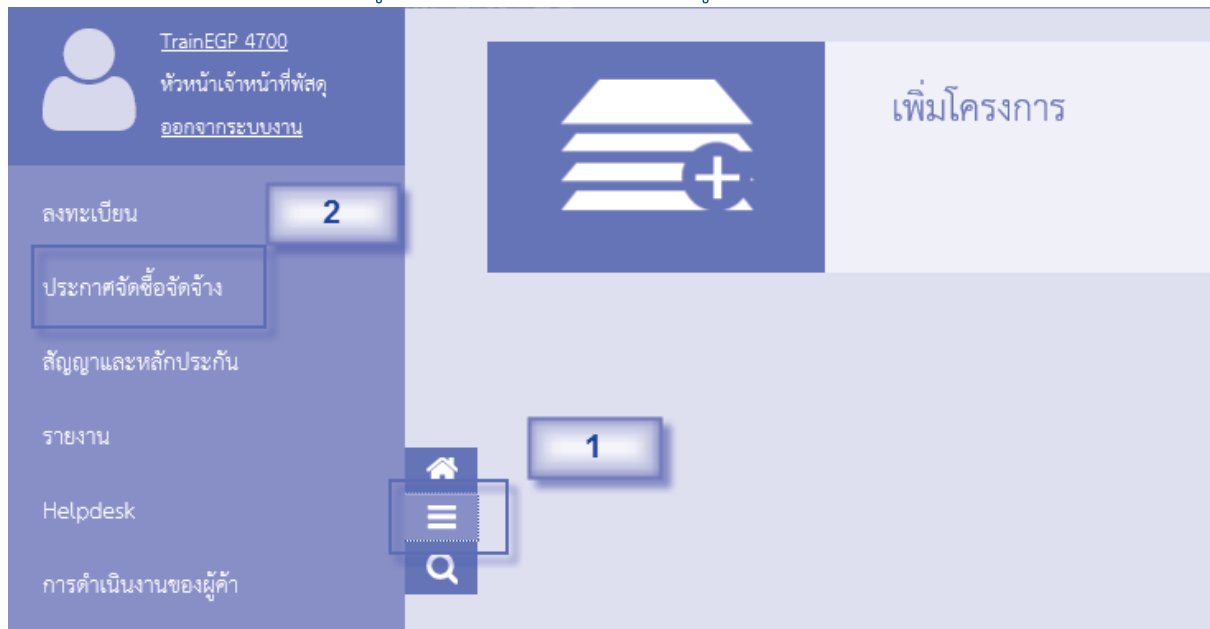 TrainEGP 4700
หัวหน้าเจ้าหน้าที่พัสดุ
ออกจากระบบงาน
เพิ่มโครงการ
ลงทะเบียน
2
ประกาศจัดซื้อจัดจ้าง
สัญญาและหลักประกัน
รายงาน
1
Helpdesk
การดำเนินงานของผู้ค้า